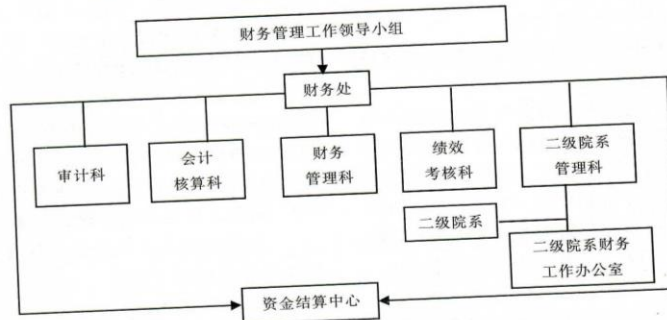 财务管理工作领导小组
财务处
审计科
会计
核算科
财务
管理科
绩效
考核科
二级院系
管理科
二级院系
二级院系财务
工作办公室
资金结算中心